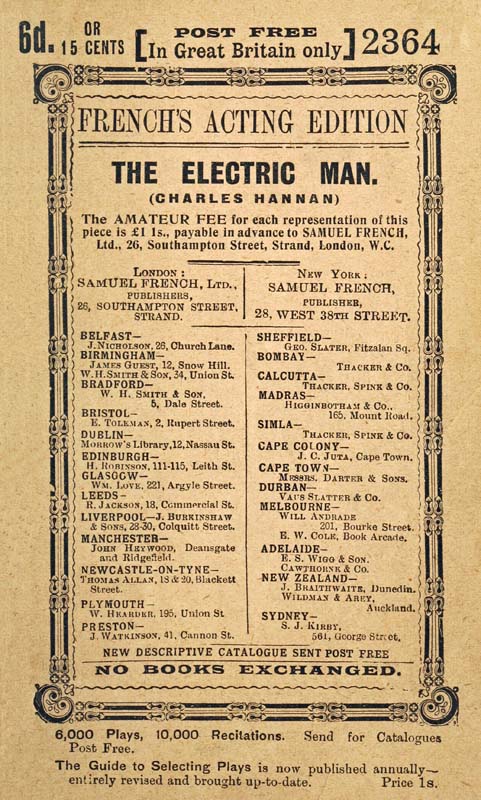 6d. OR 15 CENTS [POST FREE In Great Britain only] 2364
FRENCH'S ACTING EDITION
THE ELECTRIC MAN.
(CHARLES HANNAN)
The AMATEUR FEE for each representation of this
piece is £1 1s., payable in advance to SAMUEL FRENCH,
Ltd., 26, Southampton Street, Strand, London, W.C.
LONDON:
SAMUEL FRENCH, LTD.,
PUBLISHERS,
26, SOUTHAMPTON STREET,
STRAND.
NEW YORK:
SAMUEL FRENCH,
PUBLISHER,
28, WEST 38TH STREET.
BELFAST—
J. NICHOLSON, 26, Church Lane.
BIRMINGHAM—
JAMES GUEST, 12, Snow Hill.
W. H. SMITH & SON, 34, Union St.
BRADFORD—
W. H. SMITH & SON,
5, Dale Street.
BRISTOL—
E. TOLEMAN, 2, Rupert Street.
DUBLIN—
MORROW'S Library, 12, Nassau St.
EDINBURGH—
H. ROBINSON, 111-115, Leith St.
GLASGOW—
WM. LOVE, 221, Argyle Street.
LEEDS—
R. JACKSON, 18, Commercial St.
LIVERPOOL—J. BURKINSHAW
& SONS, 28-30, Colquitt Street.
MANCHESTER—
JOHN HEYWOOD, Deansgate
and Ridgefield.
NEWCASTLE-ON-TYNE—
THOMAS ALLAN, 18 & 20, Blackett
Street.
PLYMOUTH—
W. HEARDER, 195, Union St
PRESTON—
J. WATKINSON, 41, Cannon St.
SHEFFIELD—
GEO. SLATER, Fitzalan Sq.
BOMBAY—
THACKER & CO.
CALCUTTA—
THACKER, SPINK & CO.
MADRAS—
HIGGINBOTHAM & CO.,
165, Mount Road.
SIMLA—
THACKER, SPINK & CO.
CAPE COLONY—
J. C. JUTA, Cape Town.
CAPE TOWN—
MESSRS. DARTER & SONS.
DURBAN—
VAUS SLATTER & CO.
MELBOURNE—
WILL ANDRADE
201, Bourke Street.
E. W. COLE, Book Arcade.
ADELAIDE—
E. S. WIGG & SON.
CAWTHORNE & CO.
NEW ZEALAND—
J. BRAITHWAITE, Dunedin.
WILDMAN & AREY,
Auckland.
SYDNEY—
S. J. KIRBY,
561, George Street.
NEW DESCRIPTIVE CATALOGUE SENT POST FREE
NO BOOKS EXCHANGED.
6,000 Plays, 10,000 Recitations. Send for Catalogues
Post Free.
The Guide to Selecting Plays is now published annually—
entirely revised and brought up-to-date. Price 1s.